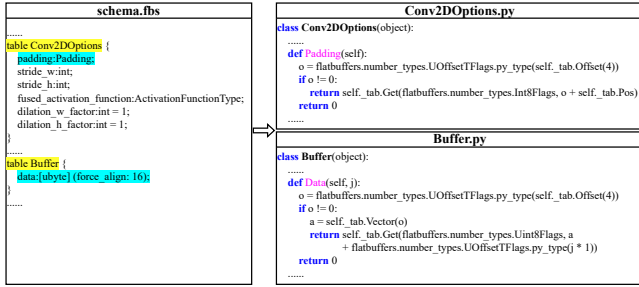 schema.fbs
......
table Conv2DOptions {
padding:Padding;
stride_w:int;
stride_h:int;
fused_activation_function:ActivationFunctionType;
dilation_w_factor:int = 1;
dilation_h_factor:int = 1;
}
......
table Buffer {
data:[ubyte] (force_align: 16);
}
......
Conv2DOptions.py
class Conv2DOptions(object):
......
def Padding(self):
o = flatbuffers.number_types.UOffsetTFlags.py_type(self._tab.Offset(4))
if o != 0:
return self._tab.Get(flatbuffers.number_types.Int8Flags, o + self._tab.Pos)
return 0
Buffer.py
class Buffer(object):
......
def Data(self, j):
o = flatbuffers.number_types.UOffsetTFlags.py_type(self._tab.Offset(4))
if o != 0:
a = self._tab.Vector(o)
return self._tab.Get(flatbuffers.number_types.Uint8Flags, a
+ flatbuffers.number_types.UOffsetTFlags.py_type(j * 1))
return 0
......